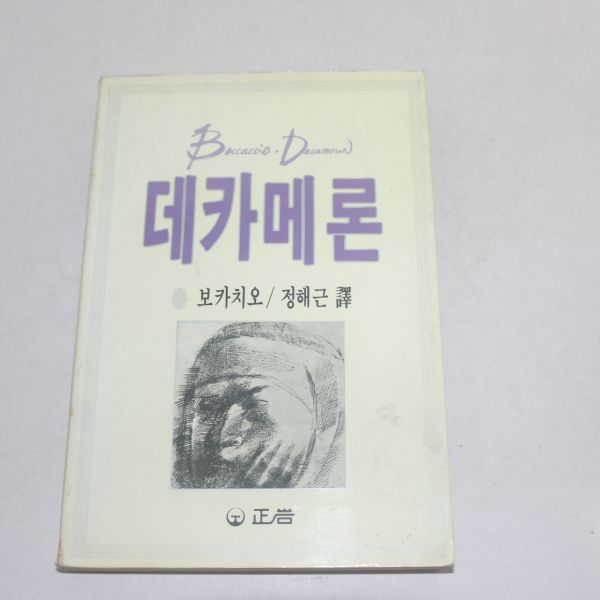 Boccaccio · Decameron
데카메론
보카치오 / 정해근 譯
正岩